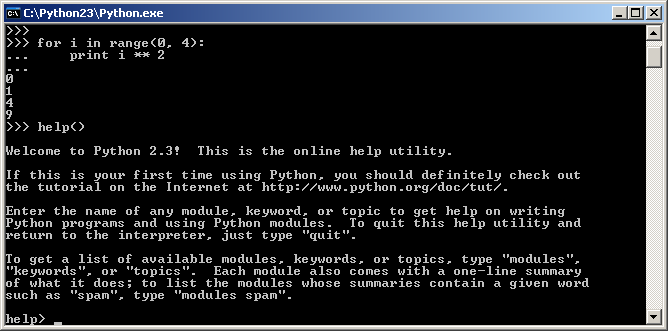 C:\Python23\Python.exe
>>>
>>> for i in range(0, 4):
...     print i ** 2
...
0
1
4
9
>>> help()

Welcome to Python 2.3!  This is the online help utility.

If this is your first time using Python, you should definitely check out
the tutorial on the Internet at http://www.python.org/doc/tut/.

Enter the name of any module, keyword, or topic to get help on writing
Python programs and using Python modules.  To quit this help utility and
return to the interpreter, just type "quit".

To get a list of available modules, keywords, or topics, type "modules",
"keywords", or "topics".  Each module also comes with a one-line summary
of what it does; to list the modules whose summaries contain a given word
such as "spam", type "modules spam".

help> _